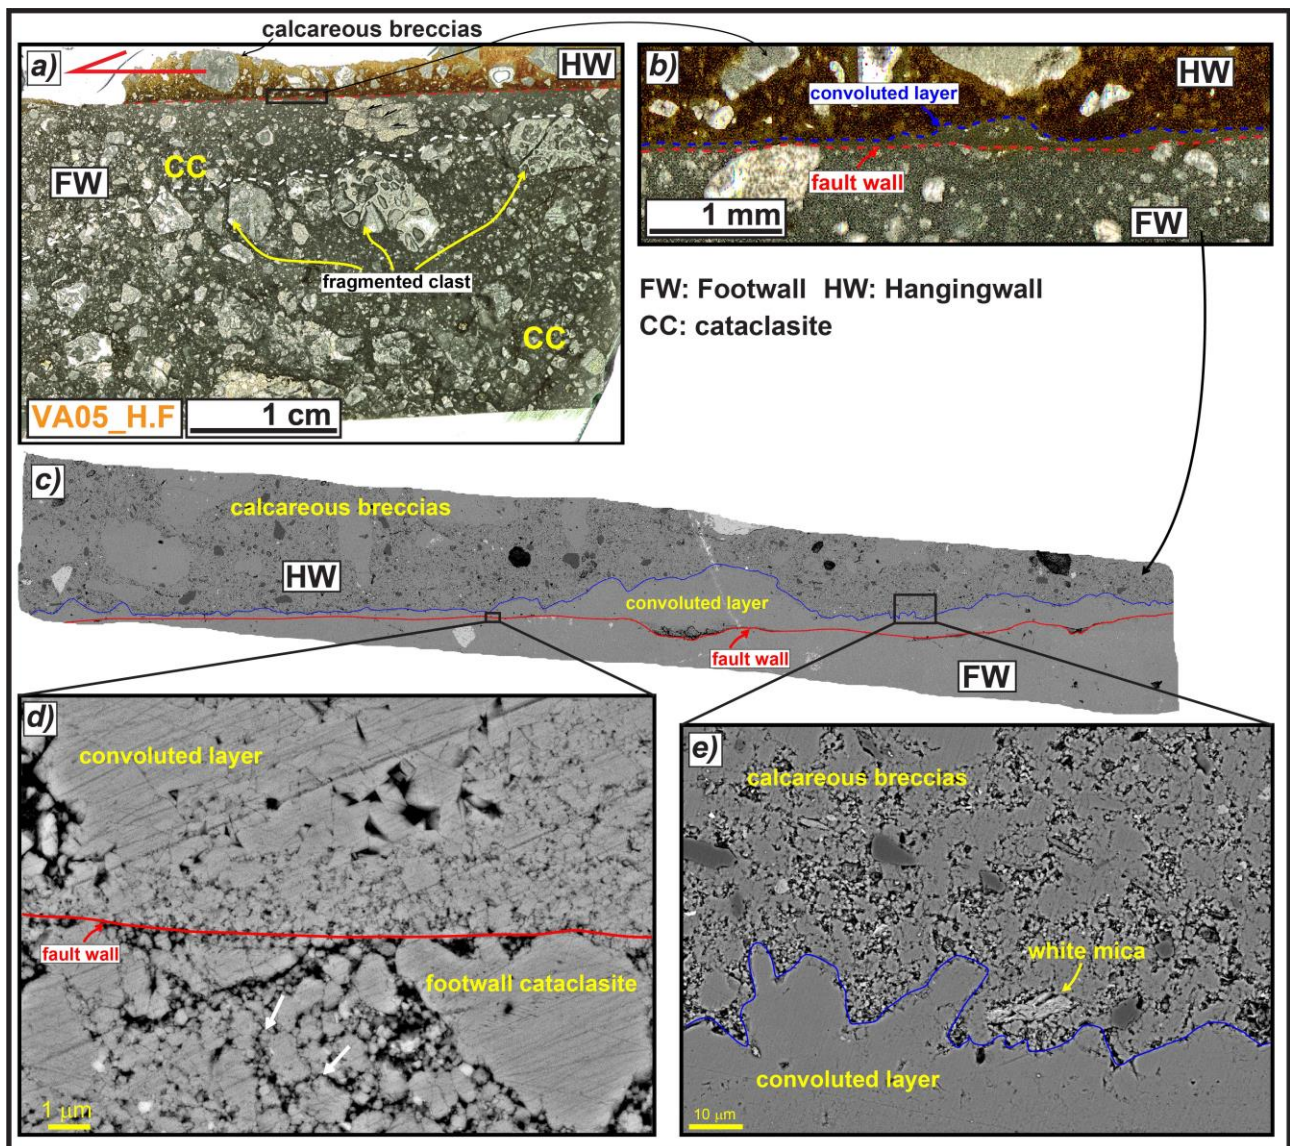 calcareous breccias
a)
HW
CC
FW
fragmented clast
CC
VA05_H.F
1 cm
b)
HW
convoluted layer
fault wall
1 mm
FW
FW: Footwall HW: Hangingwall
CC: cataclasite
c)
calcareous breccias
HW
convoluted layer
fault wall
FW
d)
convoluted layer
fault wall
footwall cataclasite
1 µm
e)
calcareous breccias
white mica
convoluted layer
10 µm